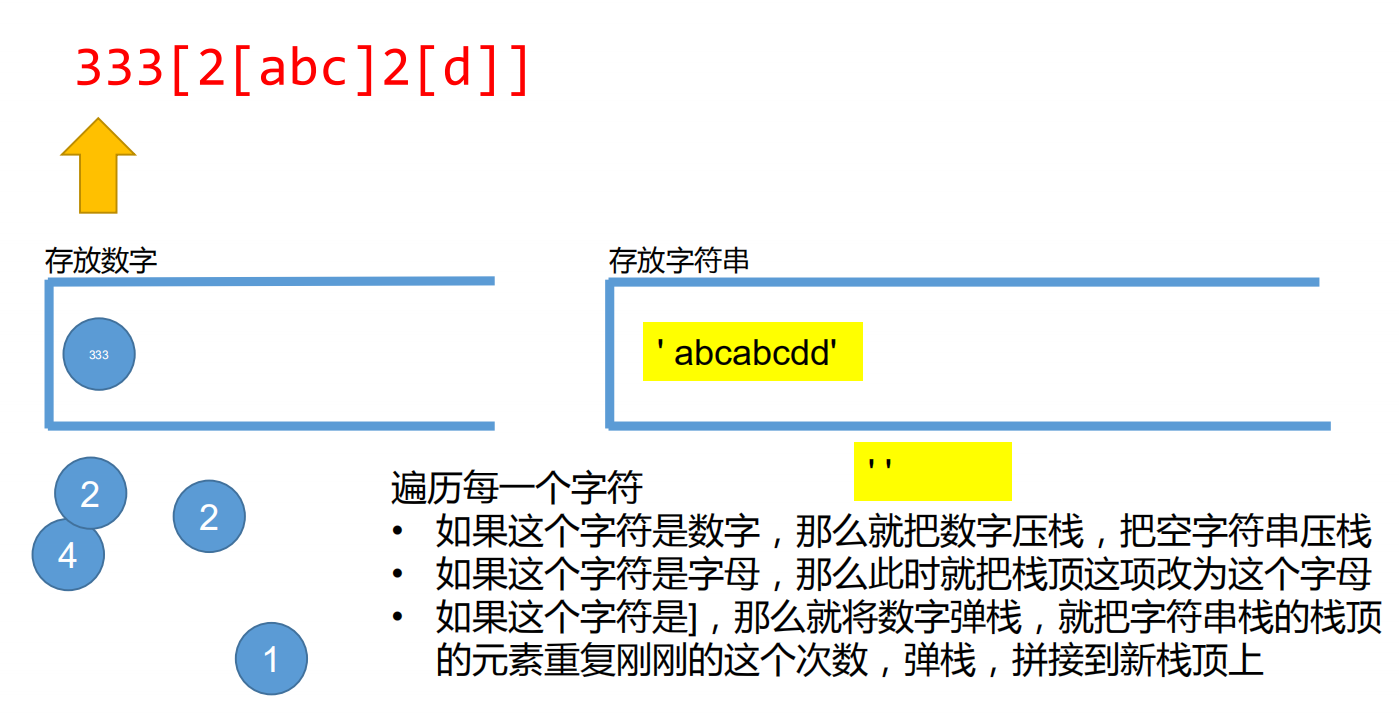 333[2[abc]2[d]]
存放数字
存放字符串
333
' abcabcdd'
' '
2
2
4
1
遍历每一个字符
• 如果这个字符是数字，那么就把数字压栈，把空字符串压栈
• 如果这个字符是字母，那么此时就把栈顶这项改为这个字母
• 如果这个字符是]，那么就将数字弹栈，就把字符串栈的栈顶
的元素重复刚刚的这个次数，弹栈，拼接到新栈顶上